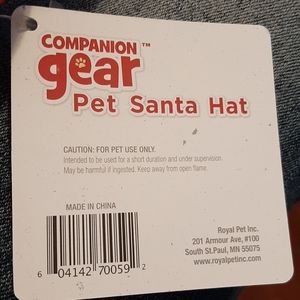 COMPANION™
gear
Pet Santa Hat
CAUTION: FOR PET USE ONLY.
Intended to be used for a short duration and under supervision.
May be harmful if ingested. Keep away from open flame.
MADE IN CHINA
6 04142 70059 2
Royal Pet Inc.
201 Armour Ave, #100
South St.Paul, MN 55075
www.royalpetinc.com